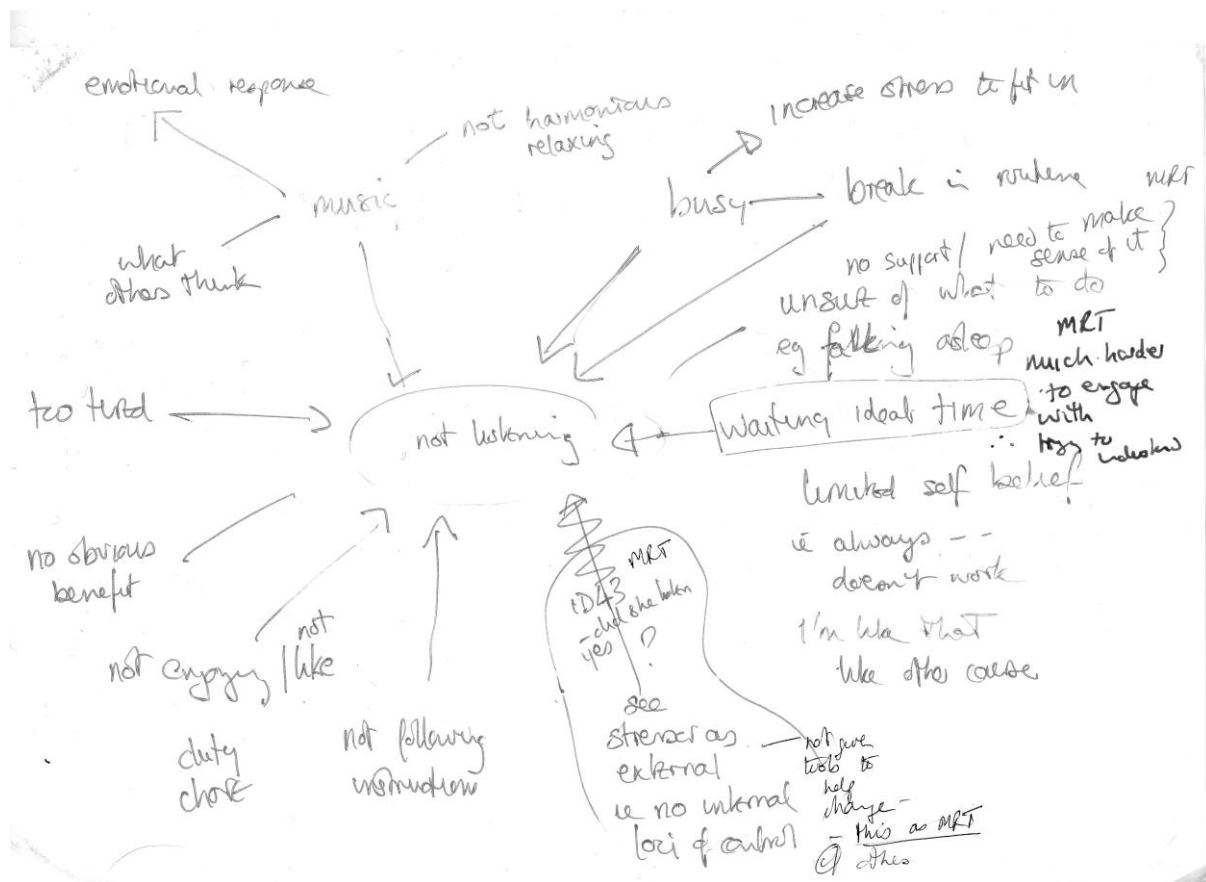 emotional response
not harmonious
relaxing
music
what
others think
increase stress to fit in
busy
break in routine
MRT
no support / need to make
sense of it
unsure of what to do
eg falling asleep
MRT
much harder
to engage
with
∴ try to
understand
too tired
not listening
waiting ideal time
limited self belief
ie always - -
doesn't work
I'm like that
like other course
no obvious
benefit
not enjoying / not
like
duty
chore
not following
instruction
MRT
ID43
- did she listen
yes ?
see
stressor as
external
ie no internal
loci of control
not given
tools to
help
change -
- this as MRT
others